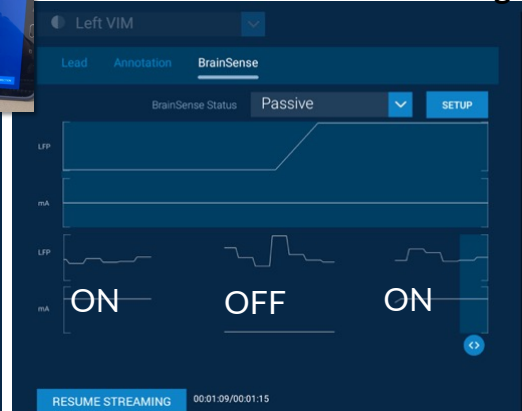 Left VIM
Lead Annotation BrainSense
BrainSense Status Passive SETUP
LFP
mA
LFP
mA ON OFF ON
RESUME STREAMING 00:01:09/00:01:15